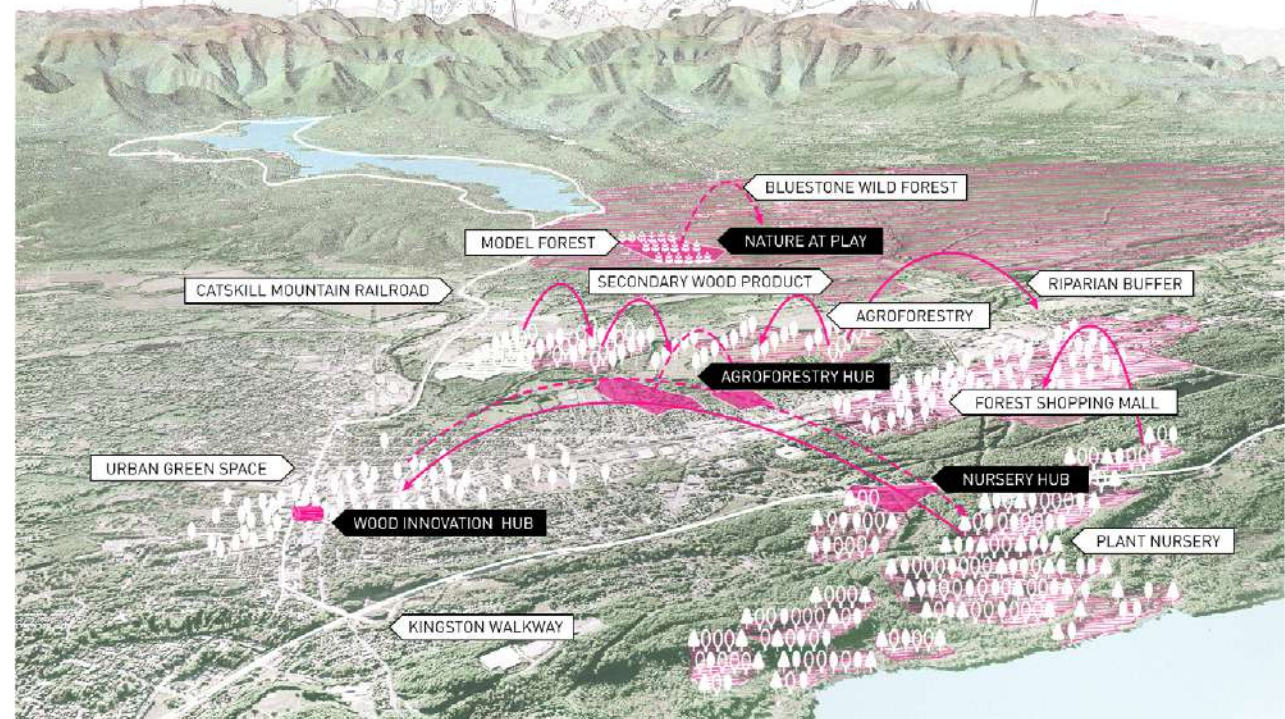 BLUESTONE WILD FOREST
MODEL FOREST
NATURE AT PLAY
SECONDARY WOOD PRODUCT
RIPARIAN BUFFER
CATSKILL MOUNTAIN RAILROAD
AGROFORESTRY
AGROFORESTRY HUB
FOREST SHOPPING MALL
URBAN GREEN SPACE
NURSERY HUB
WOOD INNOVATION HUB
PLANT NURSERY
KINGSTON WALKWAY